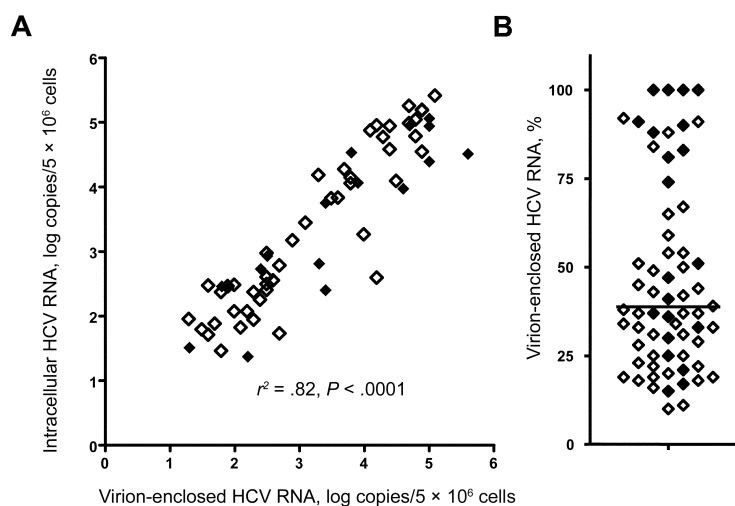 A
B
6
5
4
3
2
1
0
Intracellular HCV RNA, log copies/5 × 10⁶ cells
r² = .82, P < .0001
0 1 2 3 4 5 6
Virion-enclosed HCV RNA, log copies/5 × 10⁶ cells
Virion-enclosed HCV RNA, %
100
75
50
25
0